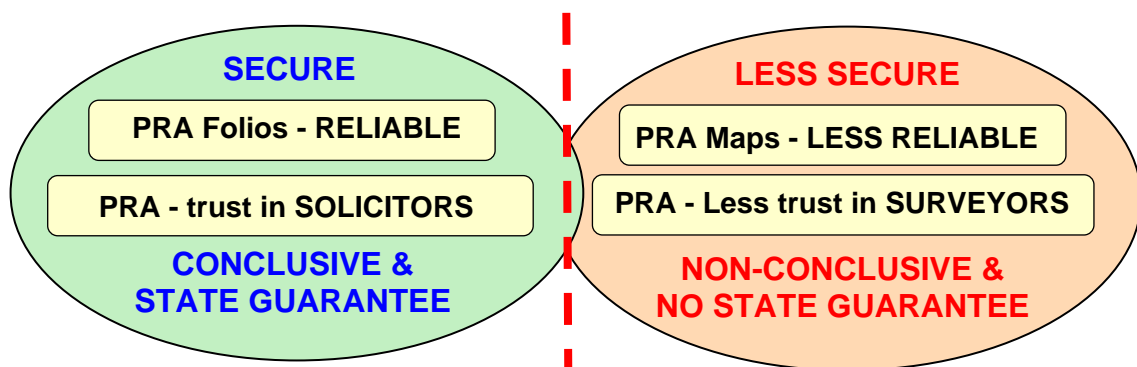 SECURE
PRA Folios - RELIABLE
PRA - trust in SOLICITORS
CONCLUSIVE &
STATE GUARANTEE
LESS SECURE
PRA Maps - LESS RELIABLE
PRA - Less trust in SURVEYORS
NON-CONCLUSIVE &
NO STATE GUARANTEE